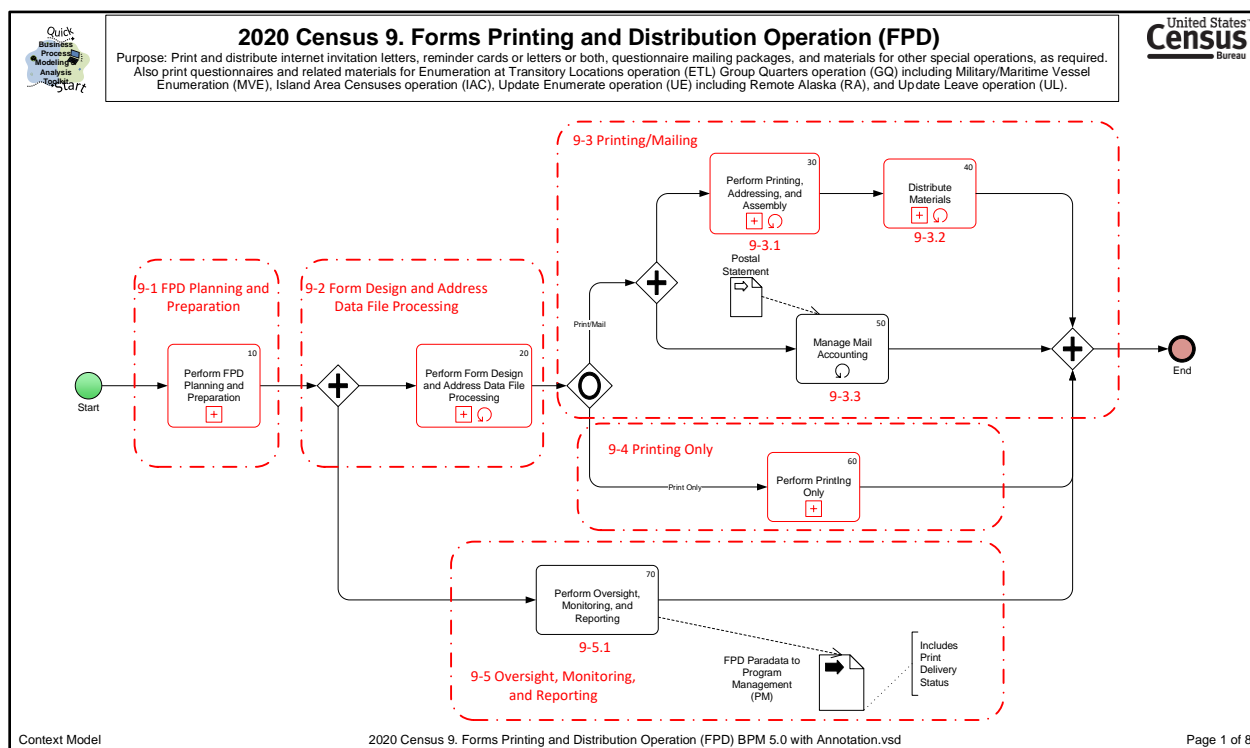 Quick
Business
Process
Modeling &
Analysis
Toolkit
Start
2020 Census 9. Forms Printing and Distribution Operation (FPD)
Purpose: Print and distribute internet invitation letters, reminder cards or letters or both, questionnaire mailing packages, and materials for other special operations, as required.
Also print questionnaires and related materials for Enumeration at Transitory Locations operation (ETL) Group Quarters operation (GQ) including Military/Maritime Vessel
Enumeration (MVE), Island Area Censuses operation (IAC), Update Enumerate operation (UE) including Remote Alaska (RA), and Update Leave operation (UL).
United States™
Census
Bureau
9-3 Printing/Mailing
30
Perform Printing,
Addressing, and
Assembly
9-3.1
40
Distribute
Materials
9-3.2
Postal
Statement
9-1 FPD Planning and
Preparation
9-2 Form Design and Address
Data File Processing
Print/Mail
50
Manage Mail
Accounting
9-3.3
Start
10
Perform FPD
Planning and
Preparation
20
Perform Form Design
and Address Data File
Processing
End
9-4 Printing Only
Print Only
60
Perform PrintIng
Only
70
Perform Oversight,
Monitoring, and
Reporting
9-5.1
9-5 Oversight, Monitoring,
and Reporting
FPD Paradata to
Program
Management
(PM)
Includes
Print
Delivery
Status
Context Model
2020 Census 9. Forms Printing and Distribution Operation (FPD) BPM 5.0 with Annotation.vsd
Page 1 of 8